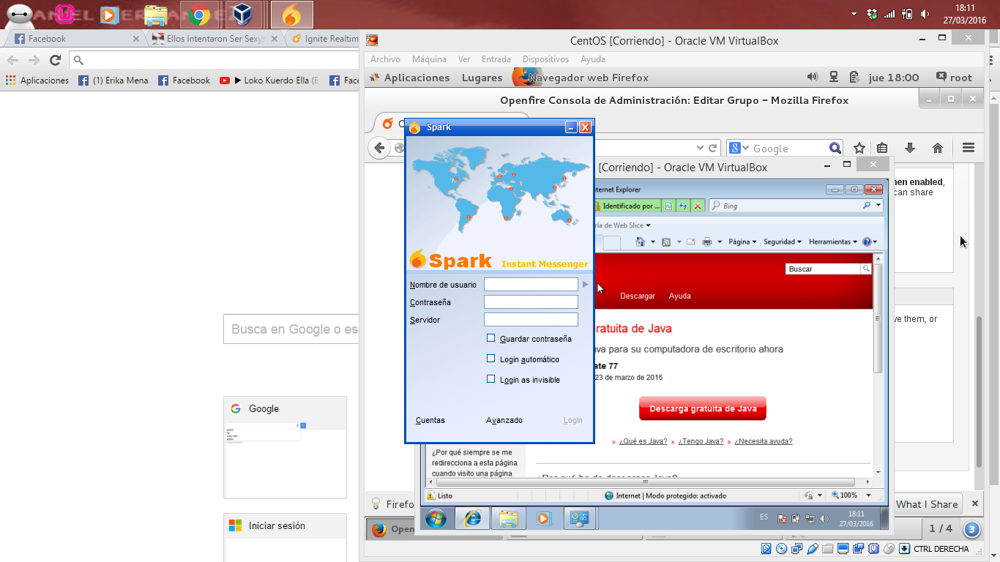 18:11
27/03/2016
Facebook
Ellos Intentaron Ser Sexys
Ignite Realtim
Aplicaciones
(1) Erika Mena
Facebook
► Loko Kuerdo Ella (E
Face
Busca en Google o es
Google
Iniciar sesión
CentOS [Corriendo] - Oracle VM VirtualBox
Archivo Máquina Ver Entrada Dispositivos Ayuda
Aplicaciones Lugares Navegador web Firefox
jue 18:00 root
Openfire Consola de Administración: Editar Grupo - Mozilla Firefox
Google
hen enabled,
can share
ve them, or
Spark
Spark Instant Messenger
Nombre de usuario
Contraseña
Servidor
Guardar contraseña
Login automático
Login as invisible
Cuentas Avanzado Login
[Corriendo] - Oracle VM VirtualBox
nternet Explorer
Identificado por ...
Bing
ría de Web Slice
Página Seguridad Herramientas
Buscar
Descargar Ayuda
ratuita de Java
ava para su computadora de escritorio ahora
ate 77
23 de marzo de 2016
Descarga gratuita de Java
» ¿Qué es Java? » ¿Tengo Java? » ¿Necesita ayuda?
¿Por qué siempre se me
redirecciona a esta página
cuando visito una página
¿Por qué he de descargar Java?
Listo
Internet | Modo protegido: activado
100%
ES
18:11
27/03/2016
Firefo
What I Share
Open
1 / 4
3
CTRL DERECHA